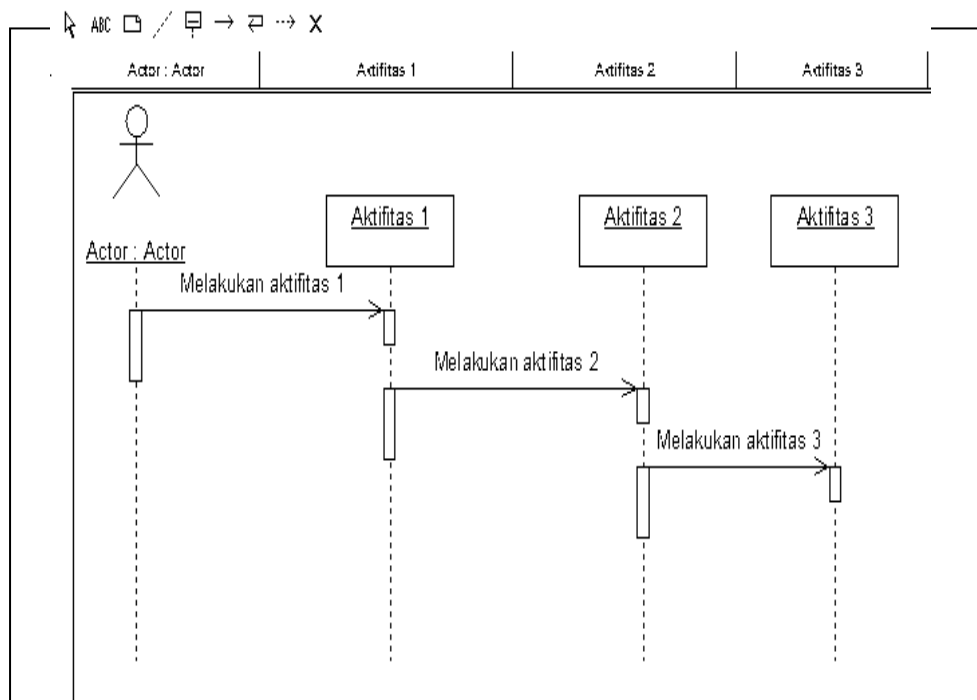 ABC
Actor : Actor
Aktifitas 1
Aktifitas 2
Aktifitas 3
Aktifitas 1
Aktifitas 2
Aktifitas 3
Actor : Actor
Melakukan aktifitas 1
Melakukan aktifitas 2
Melakukan aktifitas 3